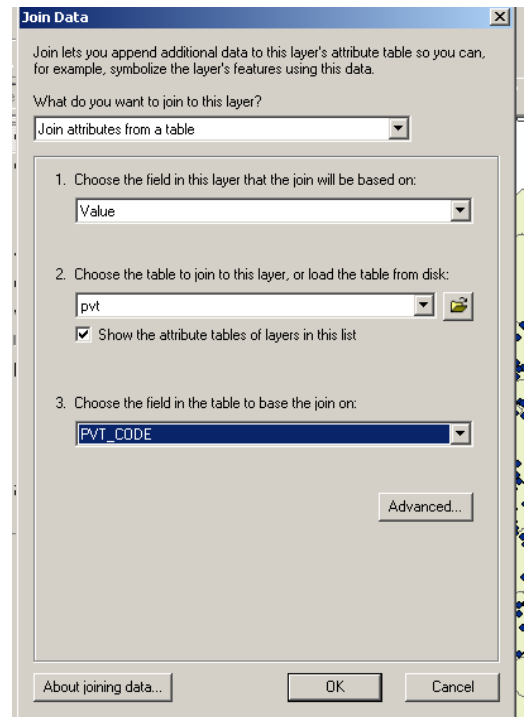 Join Data
Join lets you append additional data to this layer's attribute table so you can,
for example, symbolize the layer's features using this data.
What do you want to join to this layer?
Join attributes from a table
1. Choose the field in this layer that the join will be based on:
Value
2. Choose the table to join to this layer, or load the table from disk:
pvt
Show the attribute tables of layers in this list
3. Choose the field in the table to base the join on:
PVT_CODE
Advanced...
About joining data...
OK
Cancel